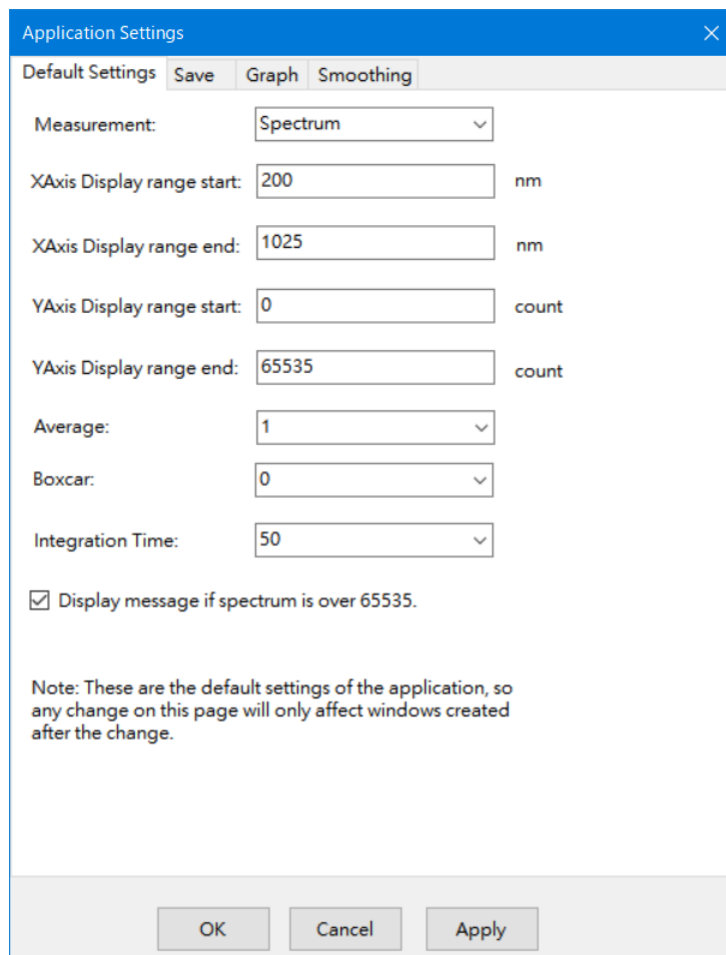 Application Settings
Default Settings Save Graph Smoothing
Measurement: Spectrum
XAxis Display range start: 200 nm
XAxis Display range end: 1025 nm
YAxis Display range start: 0 count
YAxis Display range end: 65535 count
Average: 1
Boxcar: 0
Integration Time: 50
Display message if spectrum is over 65535.
Note: These are the default settings of the application, so
any change on this page will only affect windows created
after the change.
OK Cancel Apply